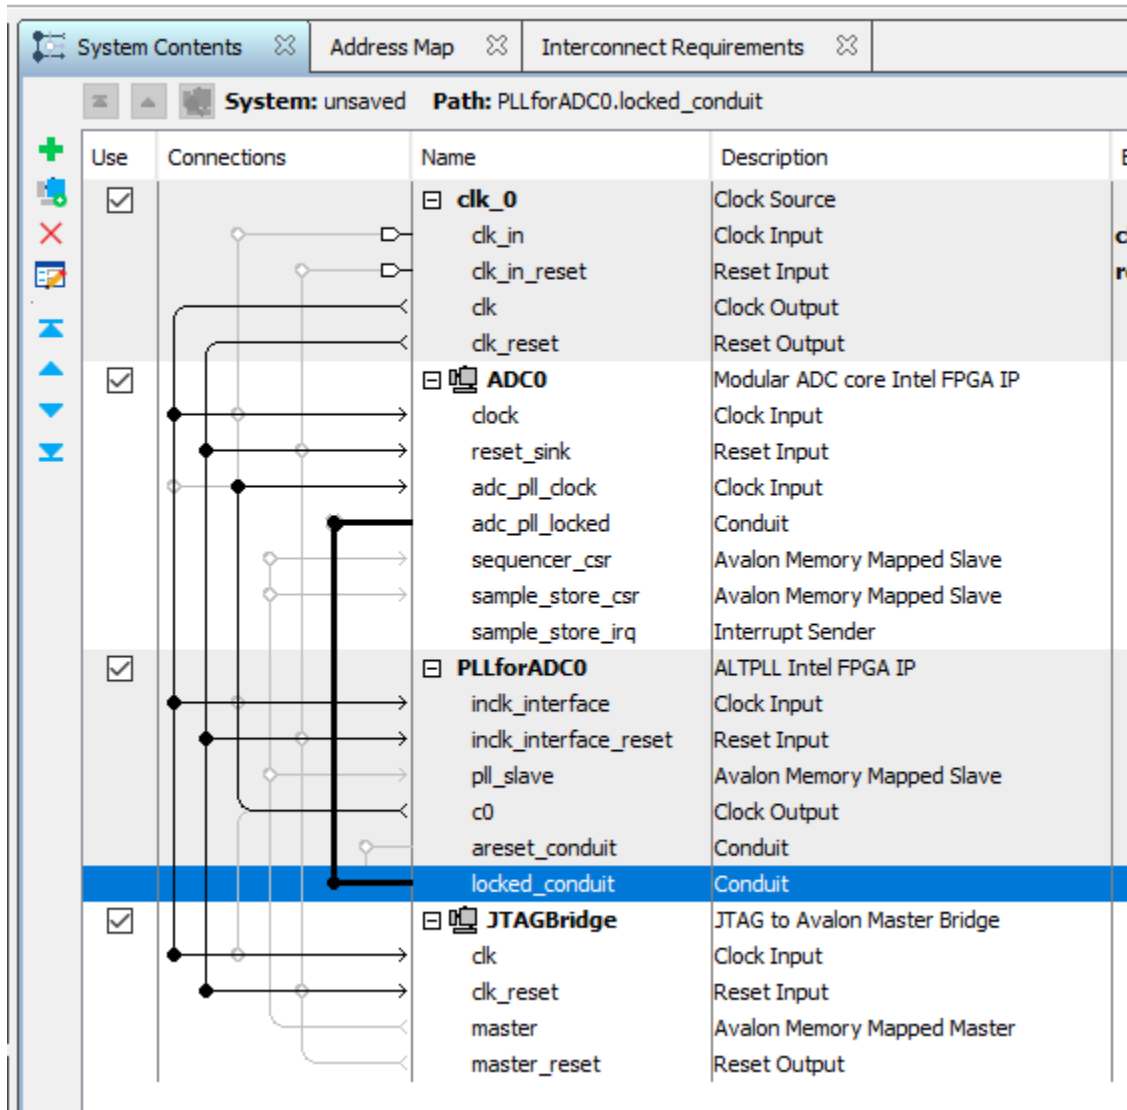 System Contents Address Map Interconnect Requirements
System: unsaved Path: PLLforADC0.locked_conduit
Use Connections Name Description
clk_0 Clock Source
clk_in Clock Input
clk_in_reset Reset Input
clk Clock Output
clk_reset Reset Output
ADC0 Modular ADC core Intel FPGA IP
clock Clock Input
reset_sink Reset Input
adc_pll_clock Clock Input
adc_pll_locked Conduit
sequencer_csr Avalon Memory Mapped Slave
sample_store_csr Avalon Memory Mapped Slave
sample_store_irq Interrupt Sender
PLLforADC0 ALTPLL Intel FPGA IP
inclk_interface Clock Input
inclk_interface_reset Reset Input
pll_slave Avalon Memory Mapped Slave
c0 Clock Output
areset_conduit Conduit
locked_conduit Conduit
JTAGBridge JTAG to Avalon Master Bridge
clk Clock Input
clk_reset Reset Input
master Avalon Memory Mapped Master
master_reset Reset Output